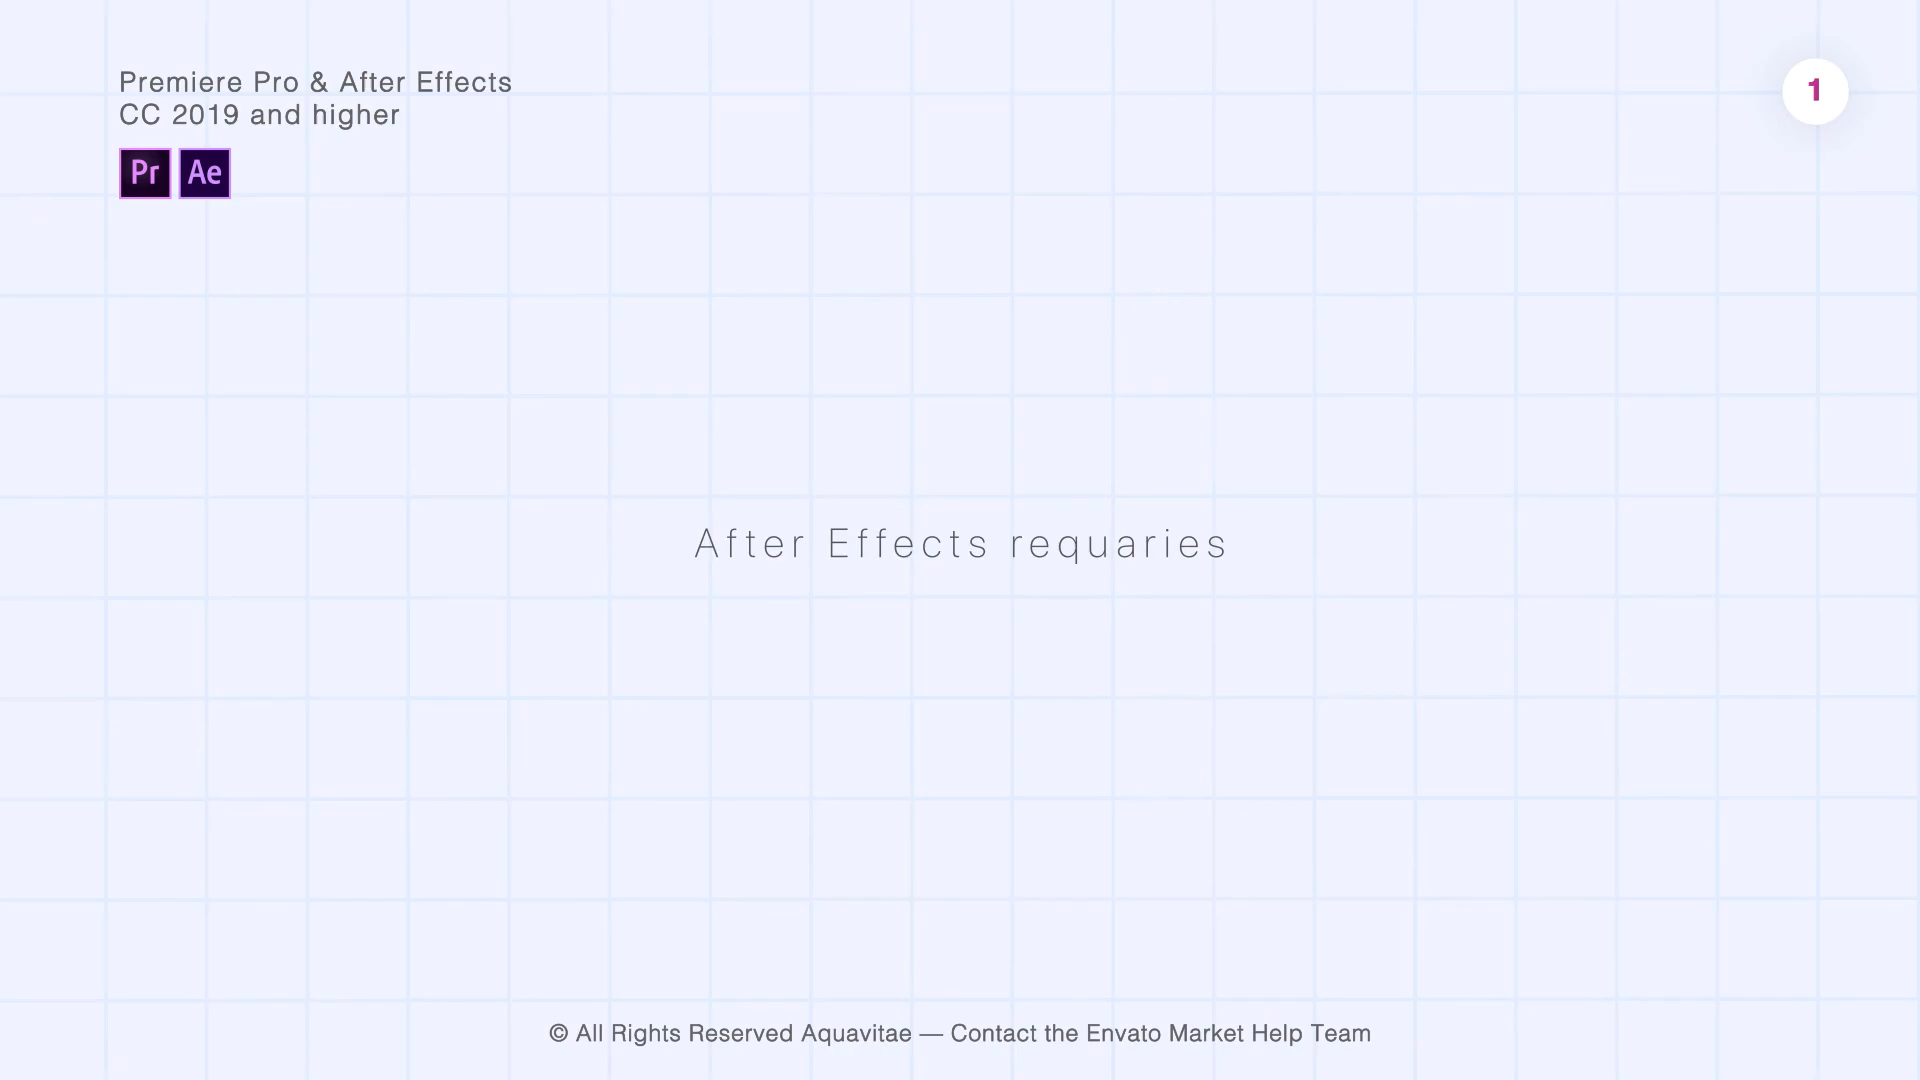 Premiere Pro & After Effects
CC 2019 and higher
1
Pr Ae
After Effects requaries
© All Rights Reserved Aquavitae — Contact the Envato Market Help Team